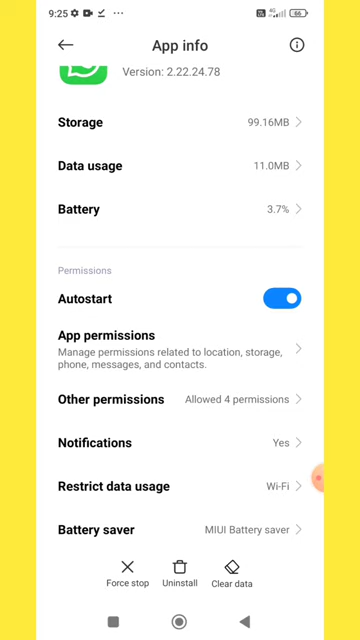 9:25
4G
66
App info
Version: 2.22.24.78
Storage 99.16MB
Data usage 11.0MB
Battery 3.7%
Permissions
Autostart
App permissions
Manage permissions related to location, storage,
phone, messages, and contacts.
Other permissions Allowed 4 permissions
Notifications Yes
Restrict data usage Wi-Fi
Battery saver MIUI Battery saver
Force stop Uninstall Clear data